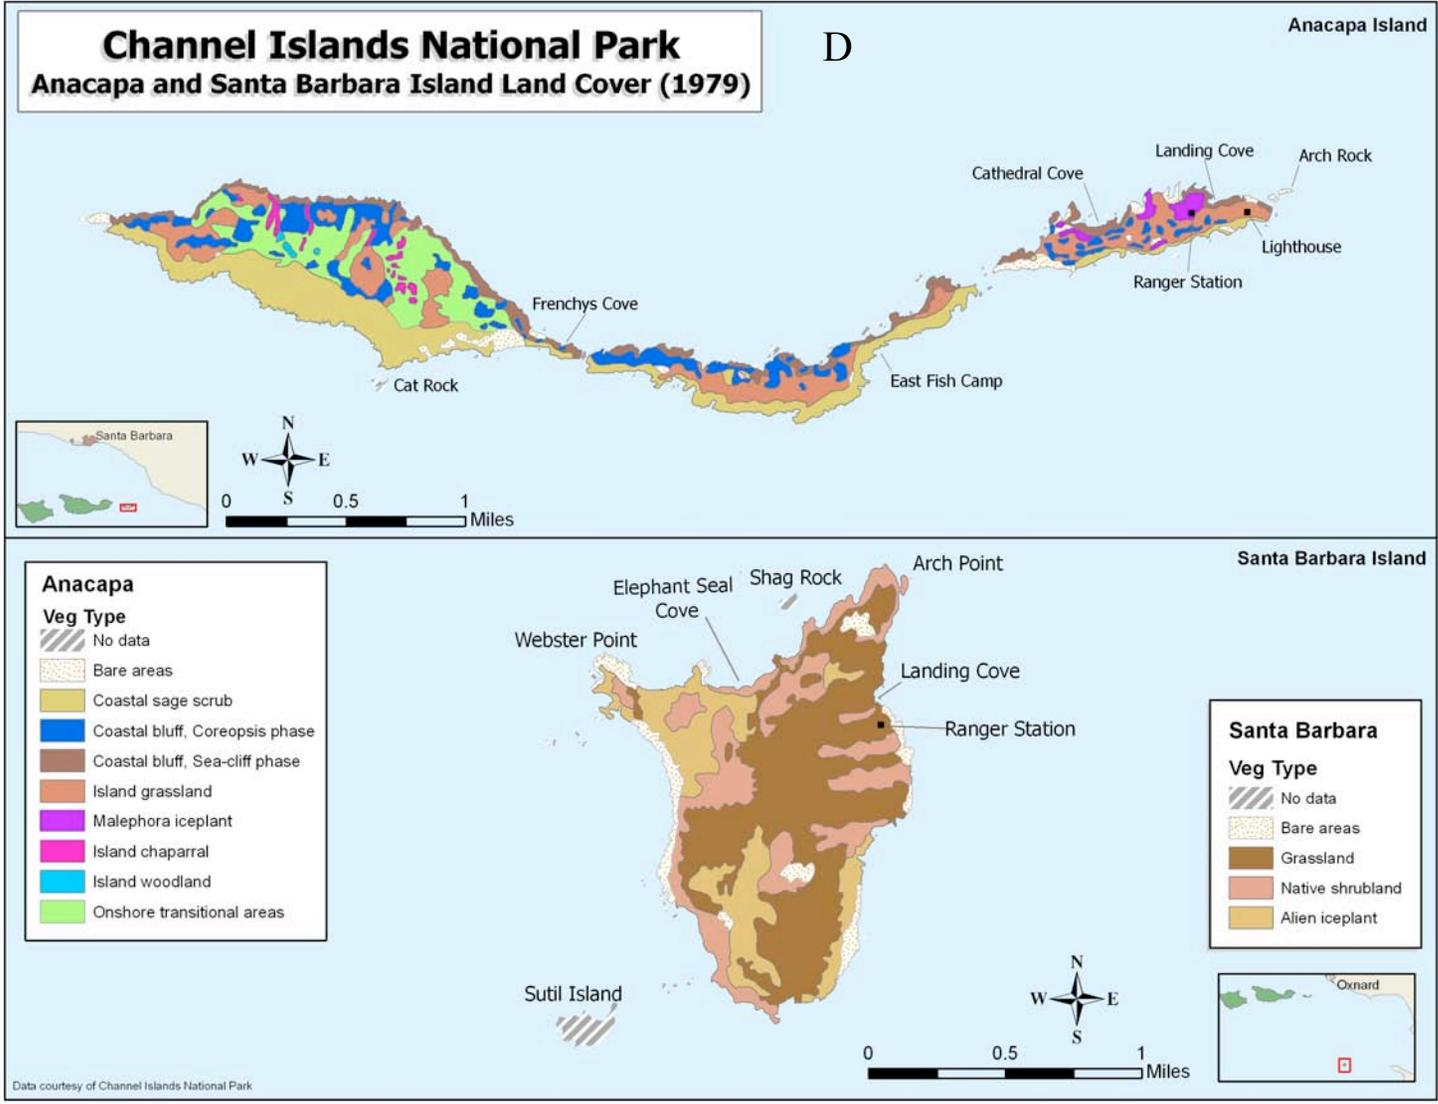 Channel Islands National Park
Anacapa and Santa Barbara Island Land Cover (1979)
D
Anacapa Island
Landing Cove
Arch Rock
Cathedral Cove
Lighthouse
Ranger Station
Frenchys Cove
East Fish Camp
Cat Rock
Santa Barbara
N
W E
S
0 0.5 1
Miles
Santa Barbara Island
Anacapa
Veg Type
No data
Bare areas
Coastal sage scrub
Coastal bluff, Coreopsis phase
Coastal bluff, Sea-cliff phase
Island grassland
Malephora iceplant
Island chaparral
Island woodland
Onshore transitional areas
Arch Point
Shag Rock
Elephant Seal
Cove
Webster Point
Landing Cove
Ranger Station
Sutil Island
Santa Barbara
Veg Type
No data
Bare areas
Grassland
Native shrubland
Alien iceplant
N
W E
S
0 0.5 1
Miles
Oxnard
Data courtesy of Channel Islands National Park